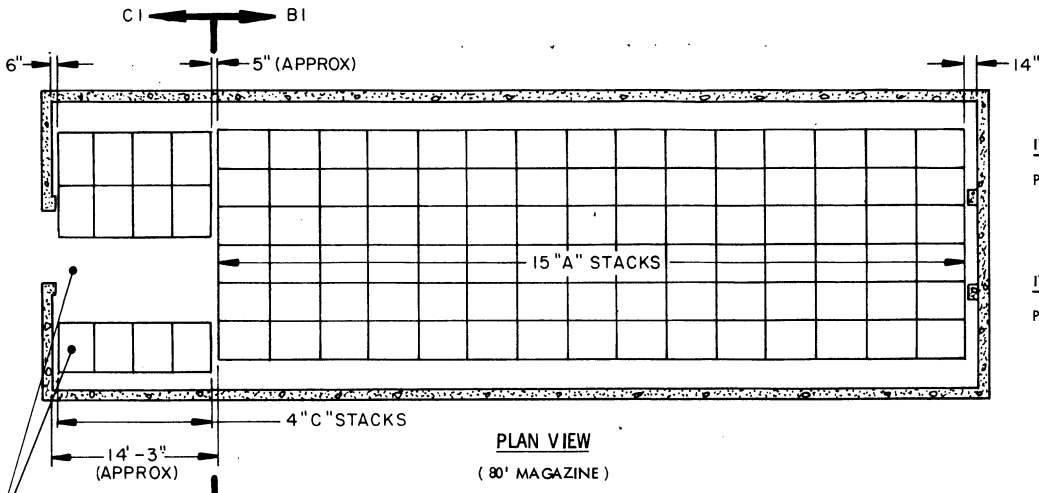 C1 B1
6" 5" (APPROX) 14"
15 "A" STACKS
4 "C" STACKS
14'-3"
(APPROX)
PLAN VIEW
(80' MAGAZINE)